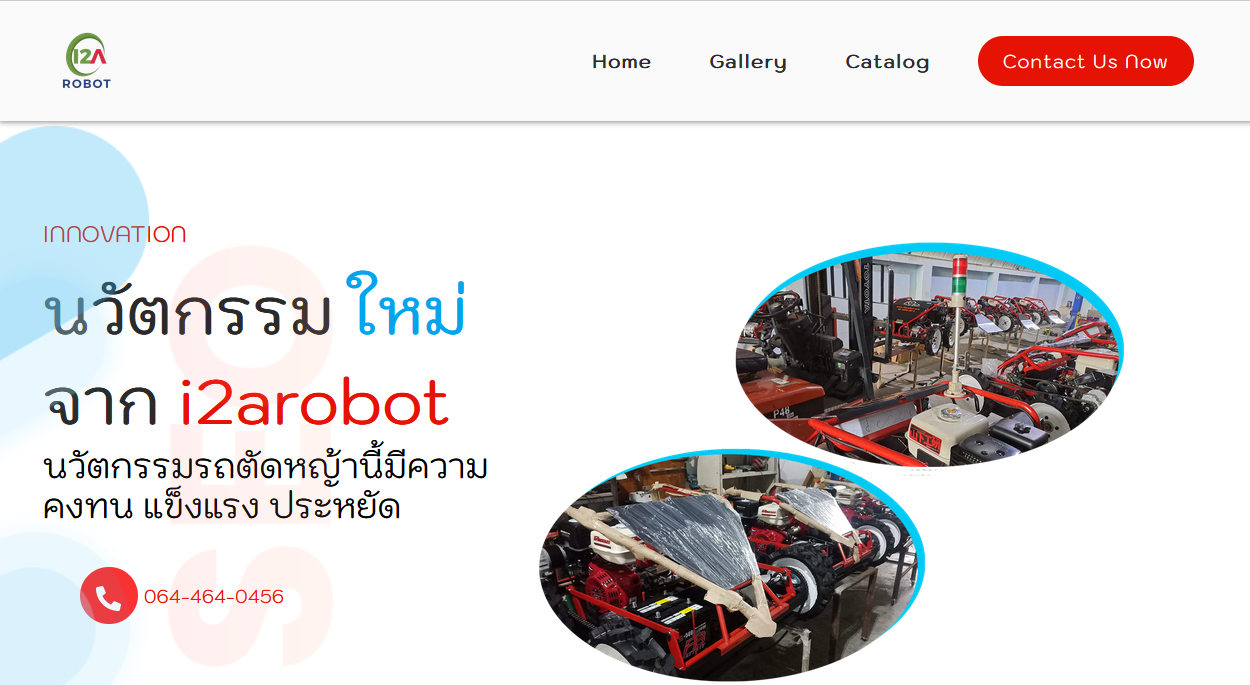 I2A
ROBOT
Home
Gallery
Catalog
Contact Us Now
INNOVATION
นวัตกรรม ใหม่
จาก i2arobot
นวัตกรรมรถตัดหญ้านี้มีความ
คงทน แข็งแรง ประหยัด
064-464-0456
SEO
TOYOTA
P48